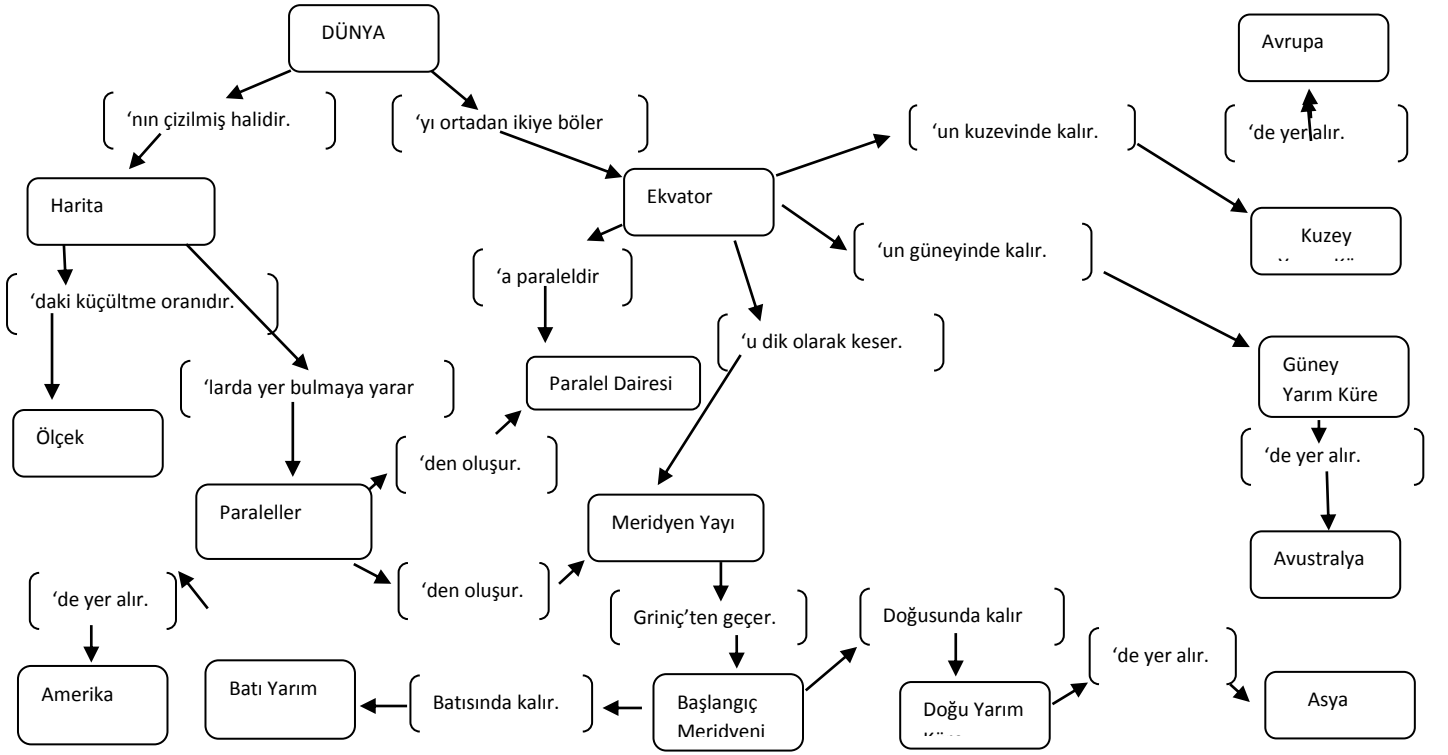 DÜNYA
Avrupa
‘nın çizilmiş halidir.
‘yı ortadan ikiye böler
‘un kuzevinde kalır.
‘de yer alır.
Harita
Ekvator
Kuzey
‘un güneyinde kalır.
‘a paraleldir
‘daki küçültme oranıdır.
‘u dik olarak keser.
‘larda yer bulmaya yarar
Paralel Dairesi
Güney
Yarım Küre
Ölçek
‘den oluşur.
‘de yer alır.
Paraleller
Meridyen Yayı
Avustralya
‘de yer alır.
‘den oluşur.
Griniç’ten geçer.
Doğusunda kalır
‘de yer alır.
Amerika
Batı Yarım
Batısında kalır.
Başlangıç
Meridveni
Doğu Yarım
Asya